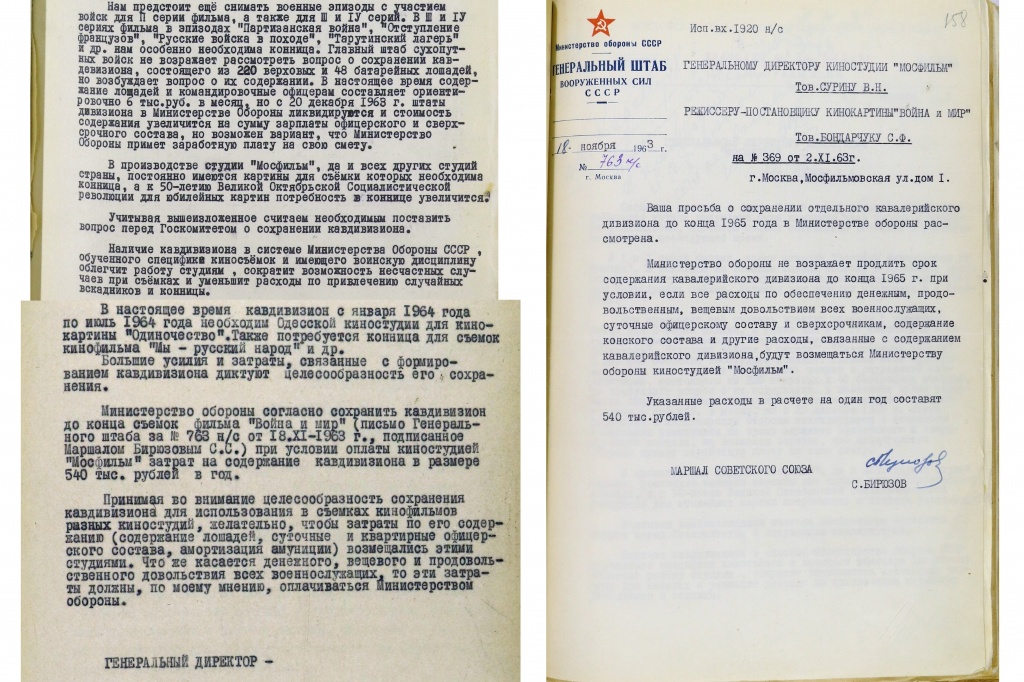 Нам предстоит ещё снимать военные эпизоды с участием
войск для П серии фильма, а также для Ш и IУ серий. В Ш и IУ
сериях фильма в эпизодах "Партизанская война", "Отступление
французов", "Русские войска в походе", "Тарутинский лагерь"
и др. нам особенно необходима конница. Главный штаб сухопут-
ных войск не возражает рассмотреть вопрос о сохранении кав-
дивизиона, состоящего из 220 верховых и 48 батарейных лошадей,
но возбуждает вопрос о их содержании. В настоящее время содер-
жание лощадей и командировочные офицерам составляет ориенти-
ровочно 6 тыс.руб. в месяц, но с 20 декабря 1963 г. штаты
дивизиона в Министерстве Обороны ликвидируются и стоимость
содержания увеличится на сумму зарплаты офицерского и сверх-
срочного состава, но возможен вариант, что Министерство
Обороны примет заработную плату на свою смету.
В производстве студии "Мосфильм", да и всех других студий
страны, постоянно имеются картины для съёмки которых необходима
конница, а к 50-летию Великой Октябрьской Социалистической
революции для юбилейных картин потребность в коннице увеличится.
Учитывая вышеизложенное считаем необходимым поставить
вопрос перед Госкомитетом о сохранении кавдивизиона.
Наличие кавдивизиона в системе Министерства Обороны СССР ,
обученного специфики киносъёмок и имеющего воинскую дисциплину
облегчит работу студиям , сократит возможность несчастных слу-
чаев при съёмках и уменьшит расходы по привлечению случайных
всадников и конницы.
В настоящее время кавдивизион с января 1964 года
по июль 1964 года необходим Одесской киностудии для кино-
картины "Одиночество".Также потребуется конница для съемок
кинофильма "Мы - русский народ" и др.
Большие усилия и затраты, связанные с формиро-
ванием кавдивизиона диктуют целесообразность его сохра-
нения.
Министерство обороны согласно сохранить кавдивизион
до конца съемок фильма "Война и мир" (письмо Генераль-
ного штаба за № 763 н/с от 18.XI-1963 г., подписанное
Маршалом Бирюзовым С.С.) при условии оплаты киностудией
"Мосфильм" затрат на содержание кавдивизиона в размере
540 тыс. рублей в год.
Принимая во внимание целесообразность сохранения
кавдивизиона для использования в съемках кинофильмов
разных киностудий, желательно, чтобы затраты по его содер-
жанию (содержание лошадей, суточные и квартирные офицер-
ского состава, амортизация амуниции) возмещались этими
студиями. Что же касается денежного, вещевого и продоволь-
ственного довольствия всех военнослужащих, то эти затра-
ты должны, по моему мнению, оплачиваться Министерством
обороны.
ГЕНЕРАЛЬНЫЙ ДИРЕКТОР -
158
Исп.вх.1920 н/с
Министерство обороны СССР
ГЕНЕРАЛЬНЫЙ ШТАБ
ВООРУЖЕННЫХ СИЛ
СССР
18 ноября 1963 г.
№ 763 н/с
г. Москва
ГЕНЕРАЛЬНОМУ ДИРЕКТОРУ КИНОСТУДИИ "МОСФИЛЬМ"
Тов.СУРИНУ В.Н.
РЕЖИССЕРУ-ПОСТАНОВЩИКУ КИНОКАРТИНЫ"ВОЙНА и МИР"
Тов.БОНДАРЧУКУ С.Ф.
на № 369 от 2.XI.63г.
г.Москва,Мосфильмовская ул.дом I.
Ваша просьба о сохранении отдельного кавалерийского
дивизиона до конца 1965 года в Министерстве обороны рас-
смотрена.
Министерство обороны не возражает продлить срок
содержания кавалерийского дивизиона до конца 1965 г. при
условии, если все расходы по обеспечению денежным, продо-
вольственным, вещевым довольствием всех военнослужащих,
суточные офицерскому составу и сверхсрочникам, содержание
конского состава и другие расходы, связанные с содержанием
кавалерийского дивизиона,будут возмещаться Министерству
обороны киностудией "Мосфильм".
Указанные расходы в расчете на один год составят
540 тыс.рублей.
МАРШАЛ СОВЕТСКОГО СОЮЗА
С.БИРЮЗОВ